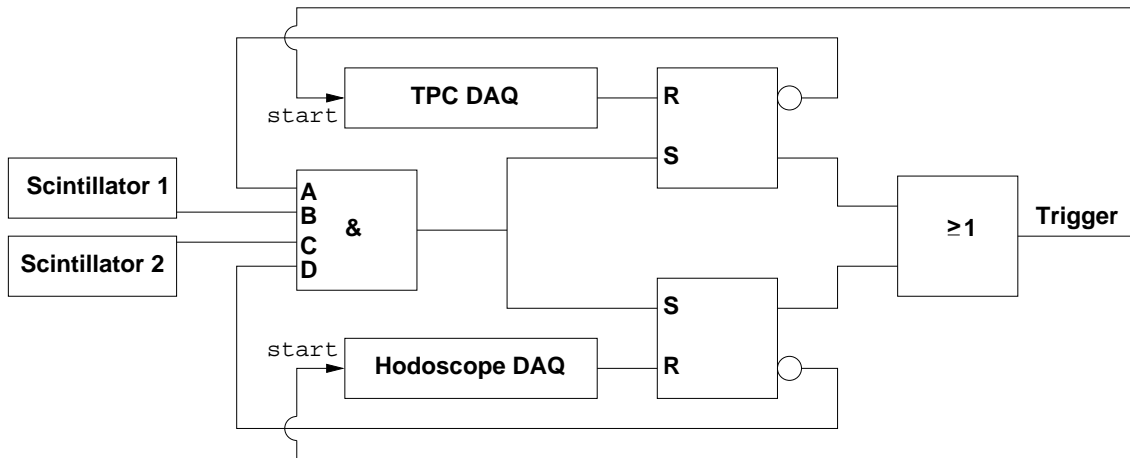 TPC DAQ
start
R
S
Scintillator 1
Scintillator 2
A
B
C
D
&
≥1
Trigger
S
R
start
Hodoscope DAQ